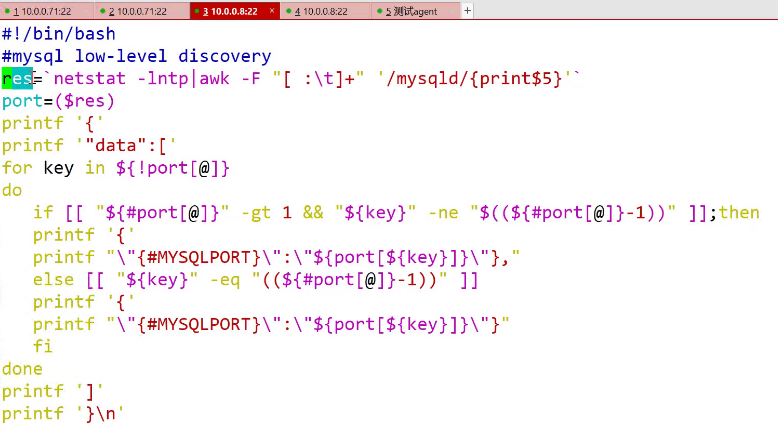 1 10.0.0.71:22 2 10.0.0.71:22 3 10.0.0.8:22 × 4 10.0.0.8:22 5 测试agent +
#!/bin/bash
#mysql low-level discovery
res=`netstat -lntp|awk -F "[ :\t]+" '/mysqld/{print$5}'`
port=($res)
printf '{'
printf '"data":['
for key in ${!port[@]}
do
   if [[ "${#port[@]}" -gt 1 && "${key}" -ne "$((${#port[@]}-1))" ]];then
   printf '{'
   printf "\"{#MYSQLPORT}\":\"${port[${key}]}\"},"
   else [[ "${key}" -eq "((${#port[@]}-1))" ]]
   printf '{'
   printf "\"{#MYSQLPORT}\":\"${port[${key}]}\"}"
   fi
done
printf ']'
printf '}\n'